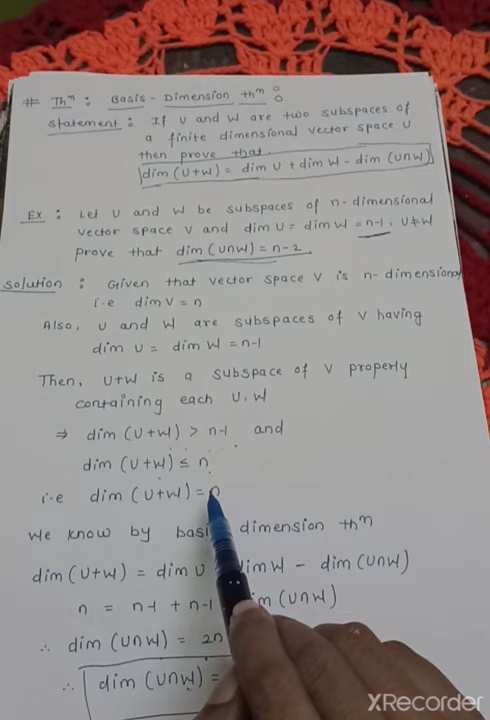 # Thᵐ : Basis - Dimension thᵐ :
Statement : If U and W are two subspaces of
a finite dimensional vector space U
then prove that
dim (U+W) = dim U + dim W - dim (U∩W)
Ex : Let U and W be subspaces of n-dimensional
vector space V and dim U = dim W = n-1, U≠W
prove that dim (U∩W) = n-2.
Solution : Given that vector space V is n-dimensional
i.e dim V = n
Also, U and W are subspaces of V having
dim U = dim W = n-1
Then, U+W is a subspace of V properly
containing each U, W
⇒ dim (U+W) > n-1 and
dim (U+W) ≤ n
i.e dim (U+W) = n
We know by basis dimension thᵐ
dim (U+W) = dim U dim W - dim (U∩W)
n = n-1 + n-1 dim (U∩W)
∴ dim (U∩W) = 2n
∴ dim (U∩W) =
XRecorder